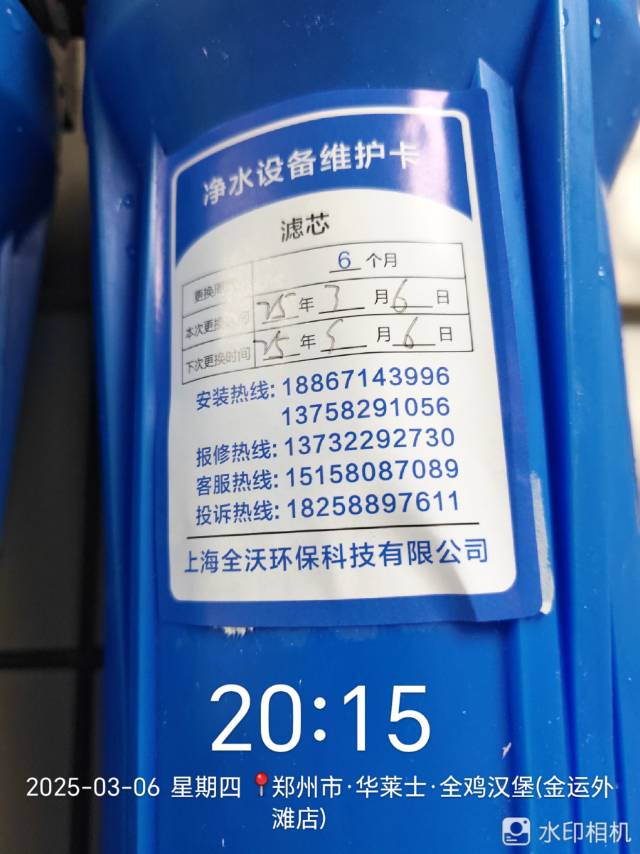 净水设备维护卡
滤芯
更换周 6 个月
本次更换 间 25 年 3 月 6 日
下次更换时间 25 年 5 月 6 日
安装热线: 18867143996
13758291056
报修热线: 13732292730
客服热线: 15158087089
投诉热线: 18258897611
上海全沃环保科技有限公司
20:15
2025-03-06 星期四 郑州市·华莱士·全鸡汉堡(金运外
滩店)
水印相机